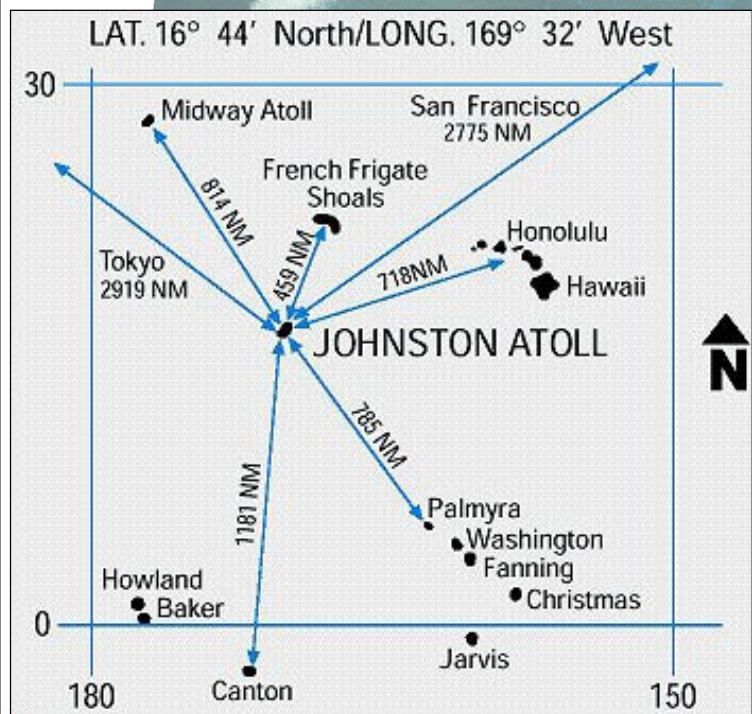 LAT. 16° 44' North/LONG. 169° 32' West
30
Midway Atoll
San Francisco
2775 NM
French Frigate
Shoals
814 NM
459 NM
Honolulu
718NM
Hawaii
Tokyo
2919 NM
JOHNSTON ATOLL
N
785 NM
1181 NM
Palmyra
Washington
Fanning
Howland
Baker
Christmas
0
Jarvis
Canton
180
150